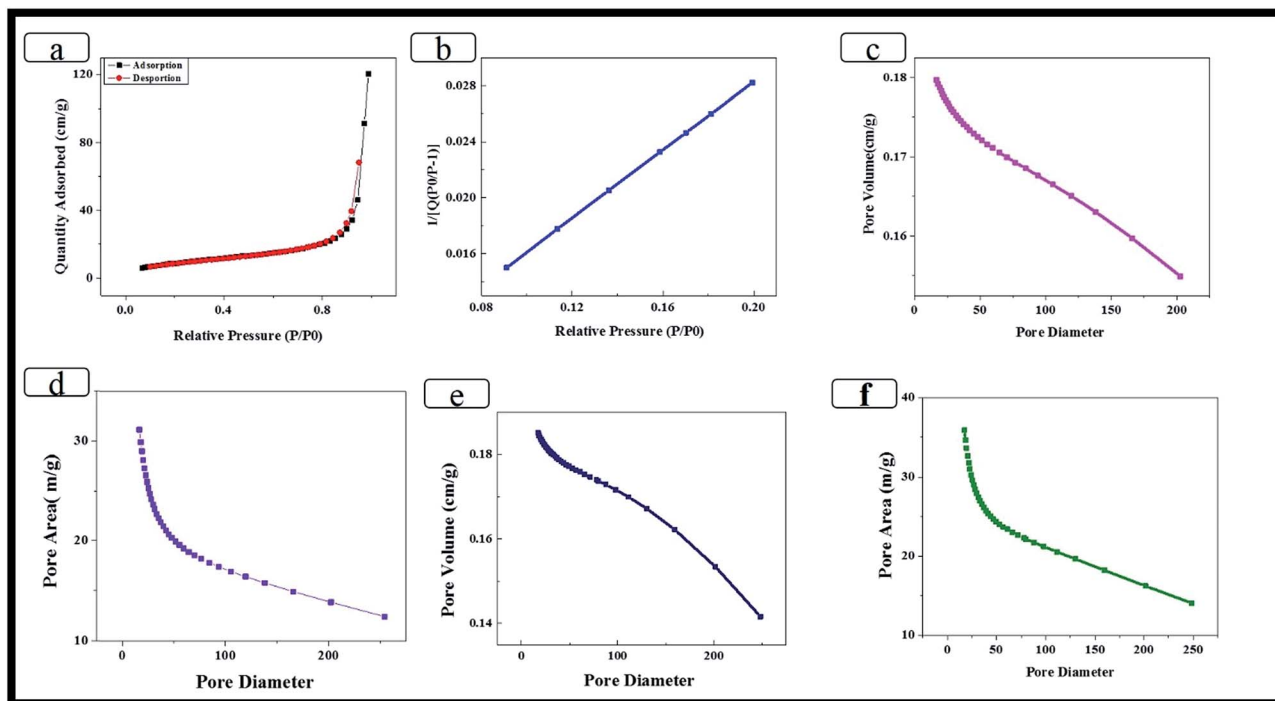 a
Adsorption
Desportion
120
80
40
0
Quantity Adsorbed (cm/g)
0.0
0.4
0.8
Relative Pressure (P/P0)
b
0.028
0.024
0.020
0.016
1/[Q(P0/P-1)]
0.08
0.12
0.16
0.20
Relative Pressure (P/P0)
c
0.18
0.17
0.16
Pore Volume(cm/g)
0
50
100
150
200
Pore Diameter
d
30
20
10
Pore Area( m/g)
0
100
200
Pore Diameter
e
0.18
0.16
0.14
Pore Volume (cm/g)
0
100
200
Pore Diameter
f
40
30
20
10
Pore Area (m/g)
0
50
100
150
200
250
Pore Diameter